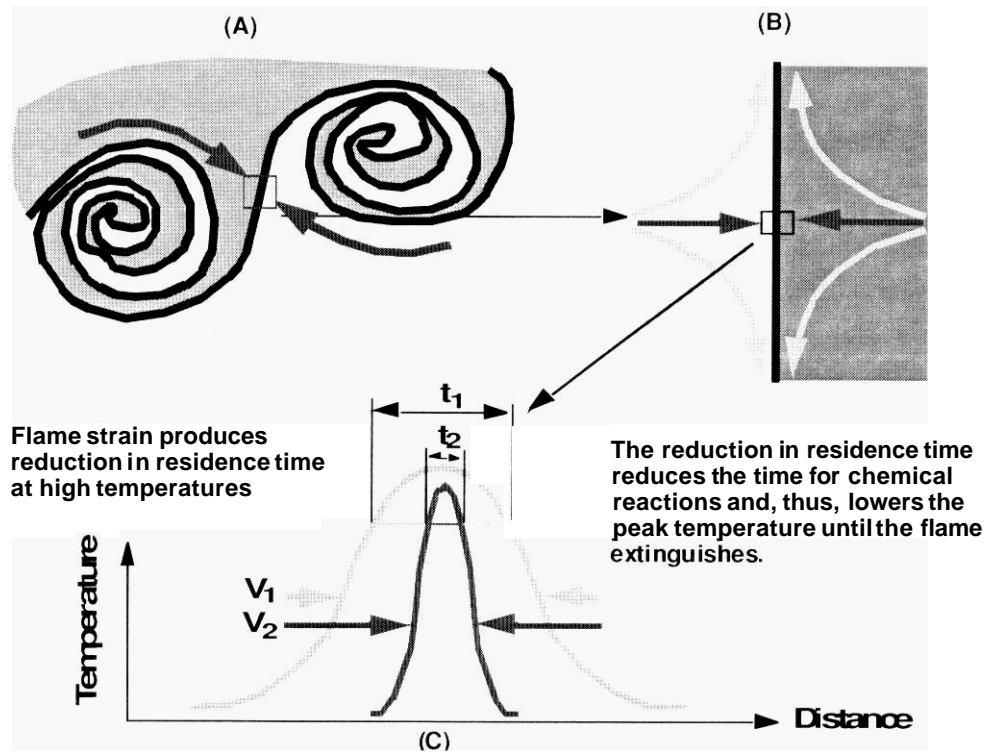 (A)
(B)
t1
t2
Flame strain produces
reduction in residence time
at high temperatures
The reduction in residence time
reduces the time for chemical
reactions and, thus, lowers the
peak temperature until the flame
extinguishes.
Temperature
V1
V2
Distance
(C)